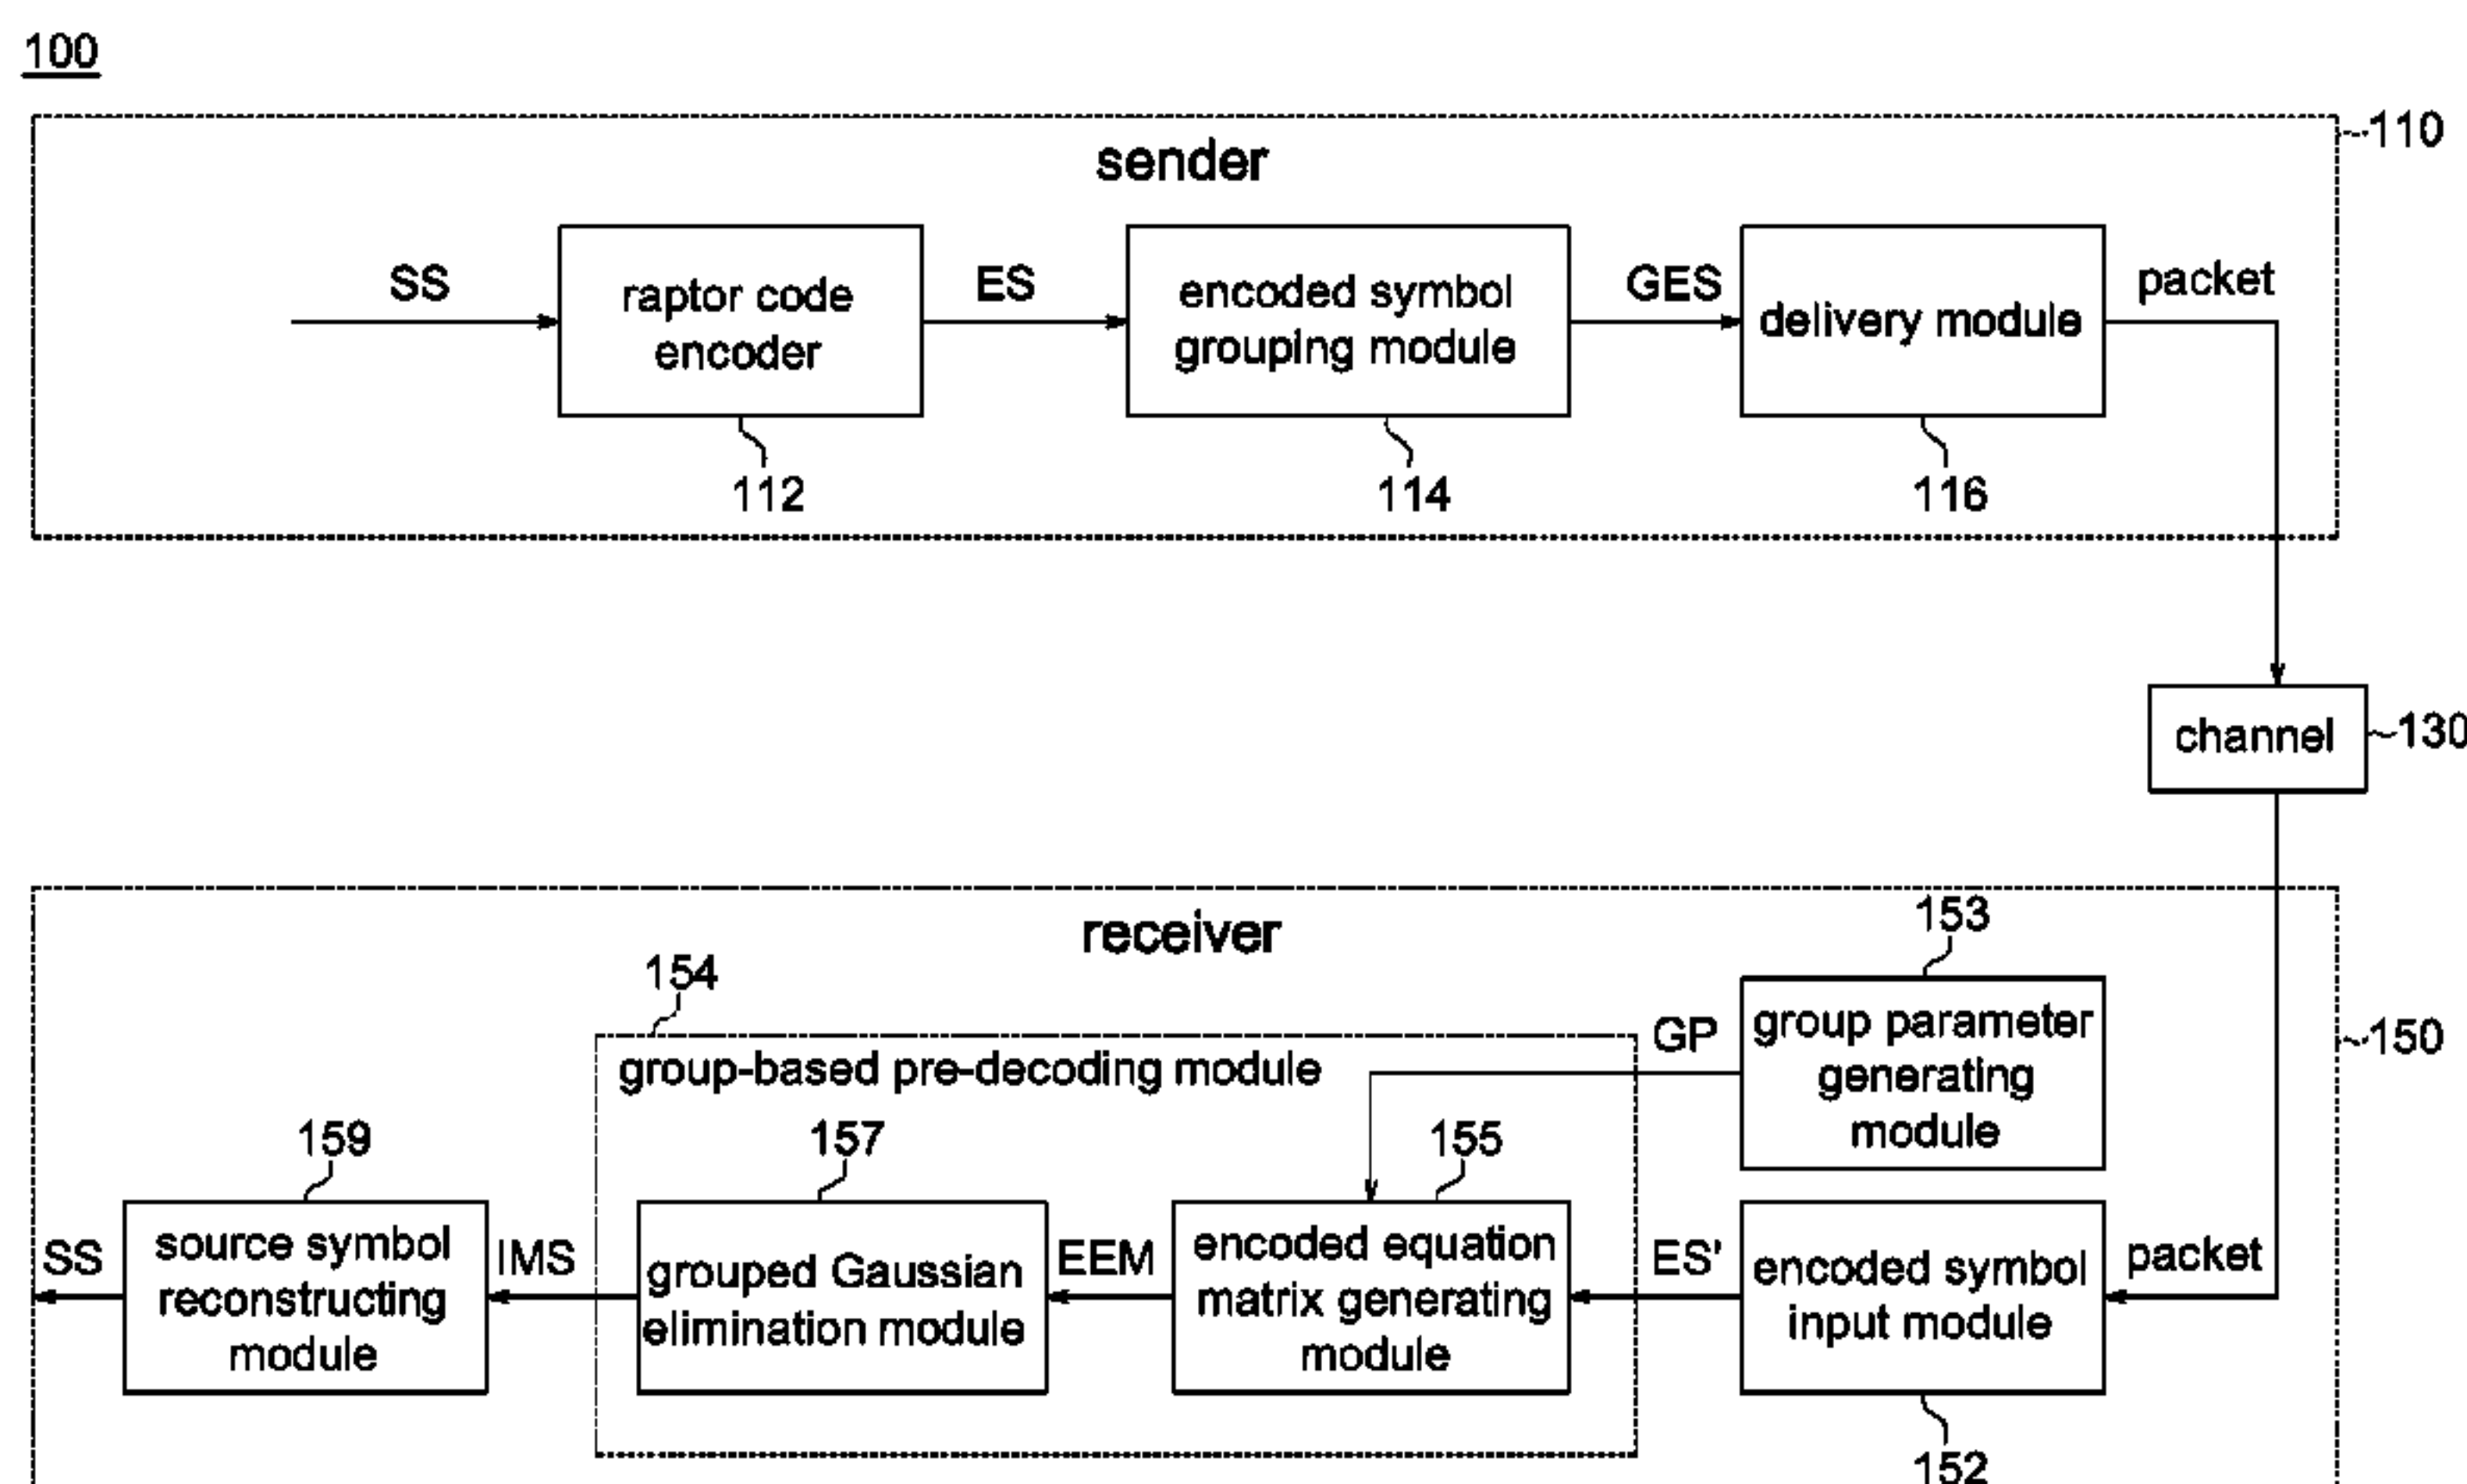 100
110
sender
SS
raptor code
encoder
ES
encoded symbol
grouping module
GES
delivery module
packet
112
114
116
channel
130
receiver
153
154
group parameter
generating
module
GP
150
group-based pre-decoding module
159
157
155
SS
source symbol
reconstructing
module
IMS
grouped Gaussian
elimination module
EEM
encoded equation
matrix generating
module
ES'
encoded symbol
input module
packet
152